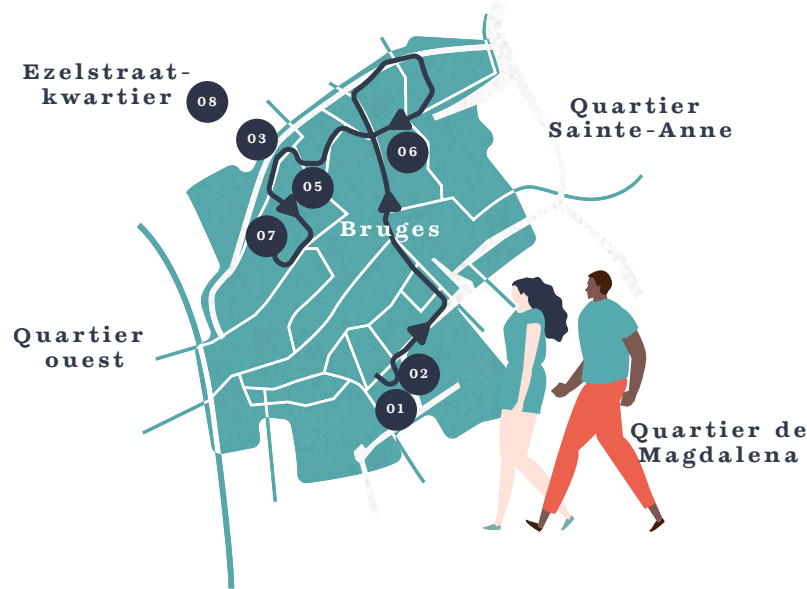 Ezelstraat-
kwartier
08
03
Quartier
Sainte-Anne
06
05
07
Bruges
Quartier
ouest
02
01
Quartier de
Magdalena